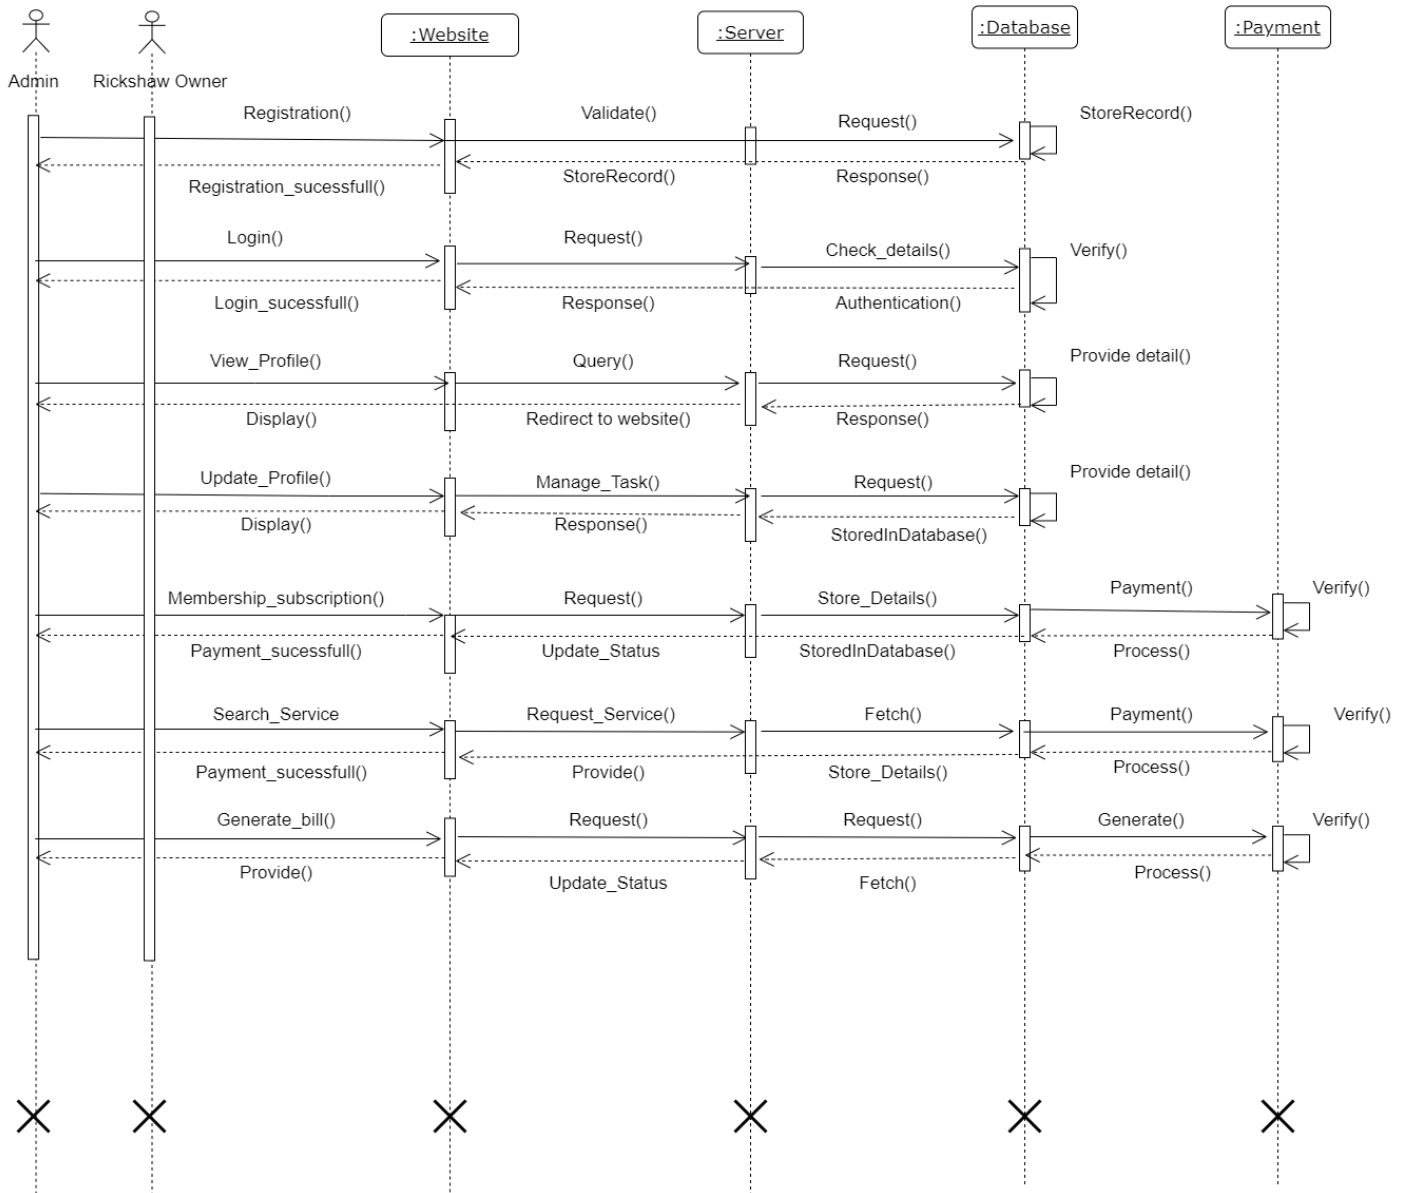 :Website
:Server
:Database
:Payment
Admin
Rickshaw Owner
Registration()
Validate()
Request()
StoreRecord()
Registration_sucessfull()
StoreRecord()
Response()
Login()
Request()
Check_details()
Verify()
Login_sucessfull()
Response()
Authentication()
View_Profile()
Query()
Request()
Provide detail()
Display()
Redirect to website()
Response()
Update_Profile()
Manage_Task()
Request()
Provide detail()
Display()
Response()
StoredInDatabase()
Membership_subscription()
Request()
Store_Details()
Payment()
Verify()
Payment_sucessfull()
Update_Status
StoredInDatabase()
Process()
Search_Service
Request_Service()
Fetch()
Payment()
Verify()
Payment_sucessfull()
Provide()
Store_Details()
Process()
Generate_bill()
Request()
Request()
Generate()
Verify()
Provide()
Update_Status
Fetch()
Process()